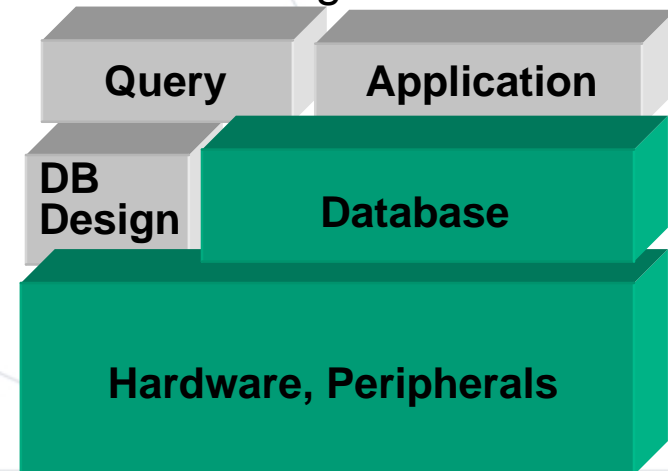 Query
Application
DB
Design
Database
Hardware, Peripherals